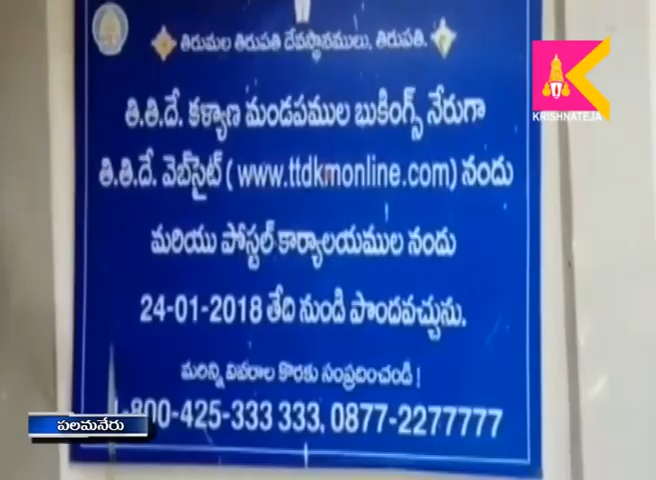 తిరుమల తిరుపతి దేవస్థానములు, తిరుపతి.
తి.తి.దే. కళ్యాణ మండపముల బుకింగ్స్ నేరుగా
తి.తి.దే. వెబ్‌సైట్ (www.ttdkmonline.com) నందు
మరియు పోస్టల్ కార్యాలయముల నందు
24-01-2018 తేది నుండి పొందవచ్చును.
మరిన్ని వివరాల కొరకు సంప్రదించండి !
1-800-425-333 333, 0877-2277777
పలమనేరు
K
KRISHNATEJA